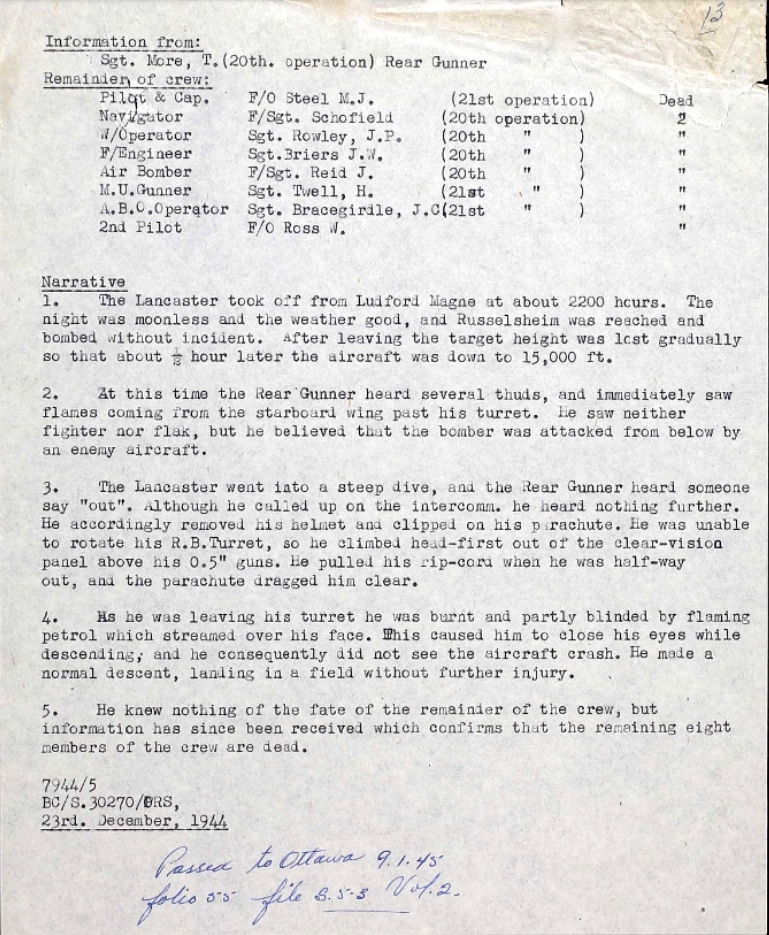 13
Information from:
Sgt. More, T.(20th. operation) Rear Gunner
Remainder of crew:
Pilot & Cap. F/O Steel M.J. (21st operation) Dead
Navigator F/Sgt. Schofield (20th operation) "
W/Operator Sgt. Rowley, J.P. (20th " ) "
F/Engineer Sgt.Briers J.W. (20th " ) "
Air Bomber F/Sgt. Reid J. (20th " ) "
M.U.Gunner Sgt. Twell, H. (21st " ) "
A.B.O.Operator Sgt. Bracegirdle, J.C(21st " ) "
2nd Pilot F/O Ross W. "
Narrative
1. The Lancaster took off from Ludford Magne at about 2200 hours. The
night was moonless and the weather good, and Russelsheim was reached and
bombed without incident. After leaving the target height was lost gradually
so that about ½ hour later the aircraft was down to 15,000 ft.
2. At this time the Rear Gunner heard several thuds, and immediately saw
flames coming from the starboard wing past his turret. He saw neither
fighter nor flak, but he believed that the bomber was attacked from below by
an enemy aircraft.
3. The Lancaster went into a steep dive, and the Rear Gunner heard someone
say "out". Although he called up on the intercomm. he heard nothing further.
He accordingly removed his helmet and clipped on his parachute. He was unable
to rotate his R.B.Turret, so he climbed head-first out of the clear-vision
panel above his 0.5" guns. He pulled his rip-cord when he was half-way
out, and the parachute dragged him clear.
4. As he was leaving his turret he was burnt and partly blinded by flaming
petrol which streamed over his face. This caused him to close his eyes while
descending, and he consequently did not see the aircraft crash. He made a
normal descent, landing in a field without further injury.
5. He knew nothing of the fate of the remainder of the crew, but
information has since been received which confirms that the remaining eight
members of the crew are dead.
7944/5
BC/S.30270/ORS,
23rd. December, 1944
Passed to Ottawa 9.1.45
folio 55 file S.5-3 Vol.2.